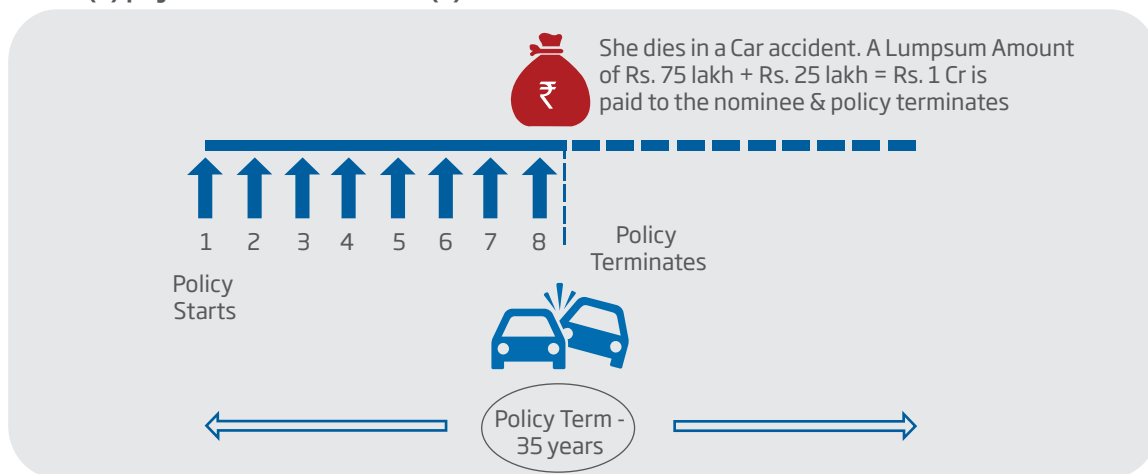 ₹
She dies in a Car accident. A Lumpsum Amount
of Rs. 75 lakh + Rs. 25 lakh = Rs. 1 Cr is
paid to the nominee & policy terminates
1 2 3 4 5 6 7 8
Policy
Starts
Policy
Terminates
Policy Term -
35 years